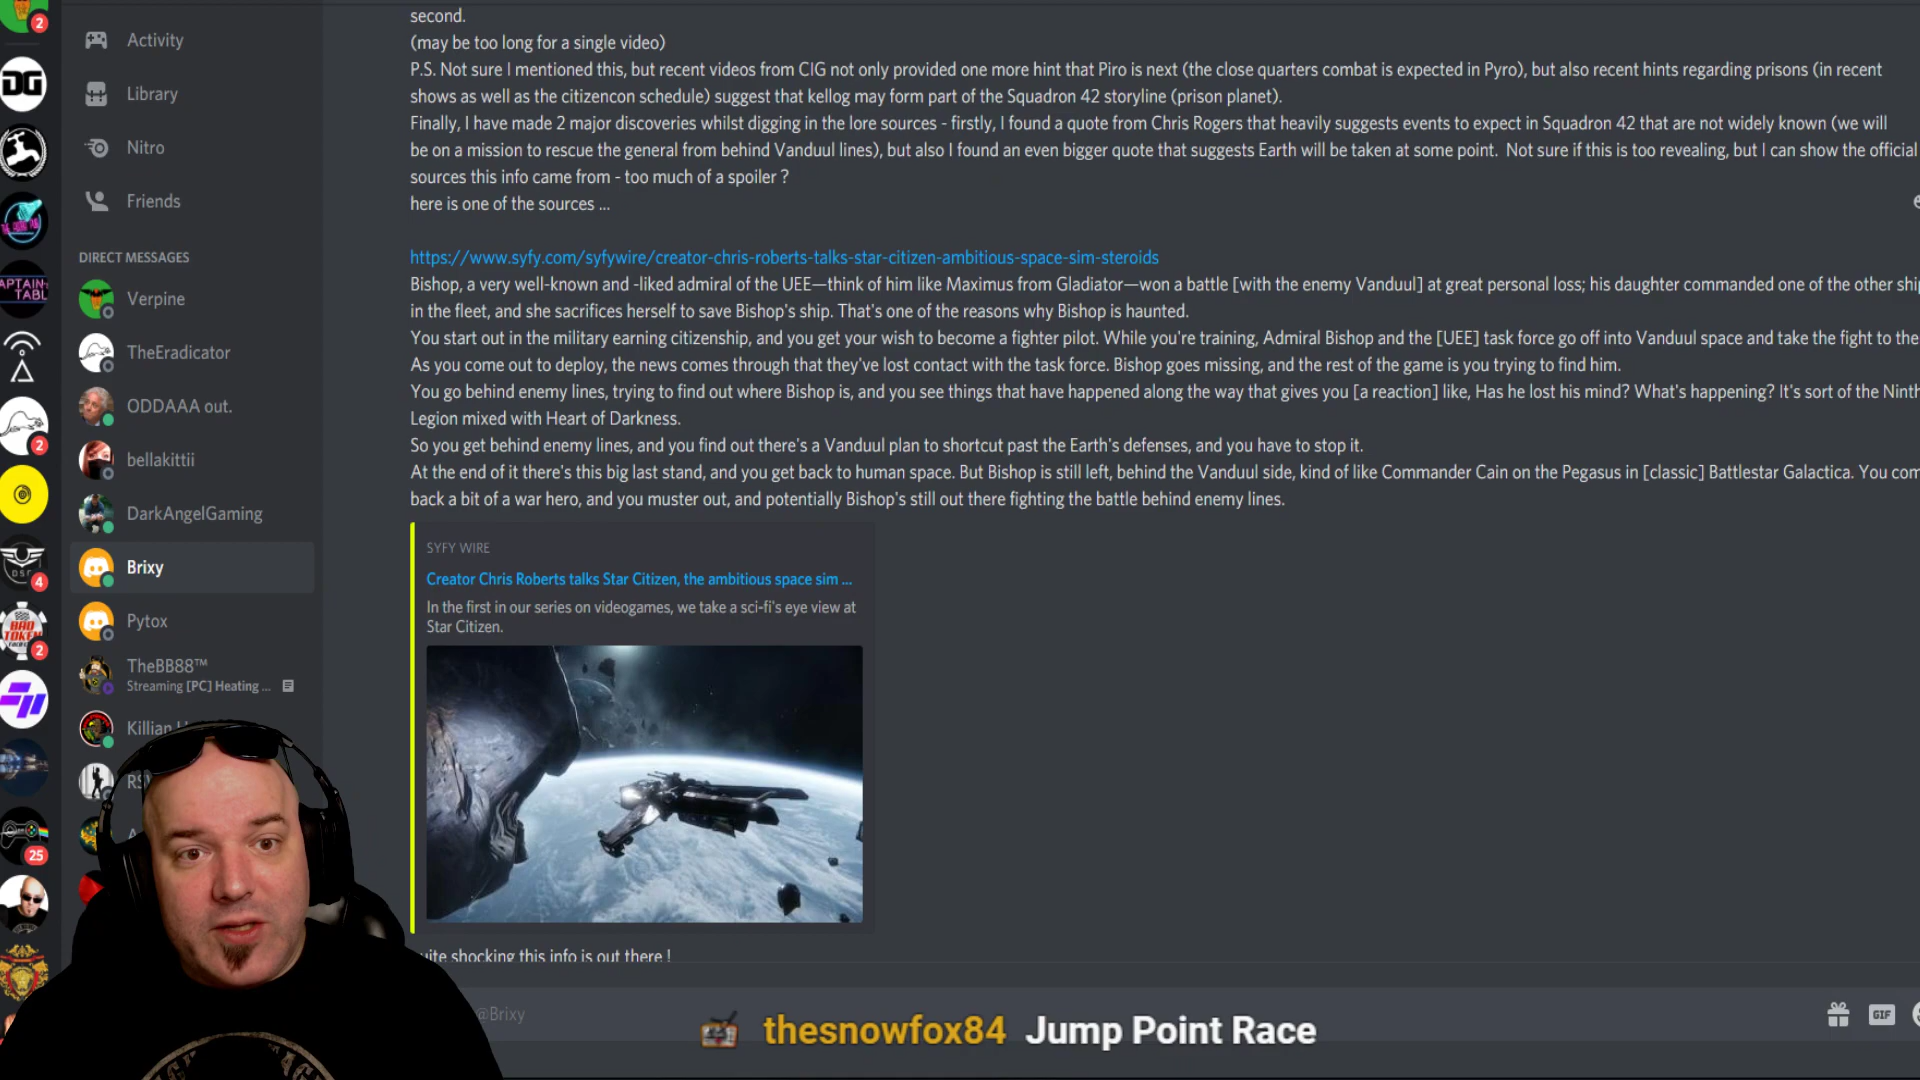 2
DG
Activity
Library
Nitro
Friends
DIRECT MESSAGES
Verpine
TheEradicator
ODDAAA out.
bellakittii
DarkAngelGaming
Brixy
Pytox
TheBB88™
Streaming [PC] Heating ...
Killian
2
DSC
4
BAD
TOKEN
2
25
second.
(may be too long for a single video)
P.S. Not sure I mentioned this, but recent videos from CIG not only provided one more hint that Piro is next (the close quarters combat is expected in Pyro), but also recent hints regarding prisons (in recent
shows as well as the citizencon schedule) suggest that kellog may form part of the Squadron 42 storyline (prison planet).
Finally, I have made 2 major discoveries whilst digging in the lore sources - firstly, I found a quote from Chris Rogers that heavily suggests events to expect in Squadron 42 that are not widely known (we will
be on a mission to rescue the general from behind Vanduul lines), but also I found an even bigger quote that suggests Earth will be taken at some point. Not sure if this is too revealing, but I can show the official
sources this info came from - too much of a spoiler ?
here is one of the sources ...
https://www.syfy.com/syfywire/creator-chris-roberts-talks-star-citizen-ambitious-space-sim-steroids
Bishop, a very well-known and -liked admiral of the UEE—think of him like Maximus from Gladiator—won a battle [with the enemy Vanduul] at great personal loss; his daughter commanded one of the other ship
in the fleet, and she sacrifices herself to save Bishop's ship. That's one of the reasons why Bishop is haunted.
You start out in the military earning citizenship, and you get your wish to become a fighter pilot. While you're training, Admiral Bishop and the [UEE] task force go off into Vanduul space and take the fight to the
As you come out to deploy, the news comes through that they've lost contact with the task force. Bishop goes missing, and the rest of the game is you trying to find him.
You go behind enemy lines, trying to find out where Bishop is, and you see things that have happened along the way that gives you [a reaction] like, Has he lost his mind? What's happening? It's sort of the Ninth
Legion mixed with Heart of Darkness.
So you get behind enemy lines, and you find out there's a Vanduul plan to shortcut past the Earth's defenses, and you have to stop it.
At the end of it there's this big last stand, and you get back to human space. But Bishop is still left, behind the Vanduul side, kind of like Commander Cain on the Pegasus in [classic] Battlestar Galactica. You com
back a bit of a war hero, and you muster out, and potentially Bishop's still out there fighting the battle behind enemy lines.
SYFY WIRE
Creator Chris Roberts talks Star Citizen, the ambitious space sim ...
In the first in our series on videogames, we take a sci-fi's eye view at
Star Citizen.
uite shocking this info is out there !
@Brixy
GIF
thesnowfox84 Jump Point Race